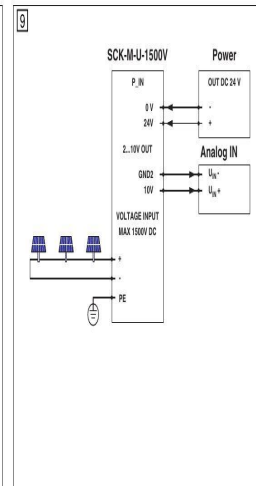 9
SCK-M-U-1500V
Power
P_IN
OUT DC 24 V
0 V
-
24V
+
2...10V OUT
Analog IN
GND2
UIN -
10V
UIN +
VOLTAGE INPUT
MAX 1500V DC
+
-
PE